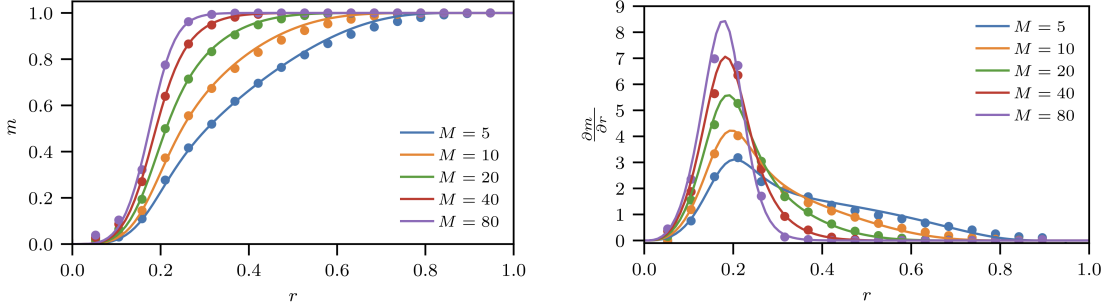 1.0
0.8
0.6
0.4
0.2
0.0
m
M = 5
M = 10
M = 20
M = 40
M = 80
0.0 0.2 0.4 0.6 0.8 1.0
r
9
8
7
6
5
4
3
2
1
0
∂m
∂r
M = 5
M = 10
M = 20
M = 40
M = 80
0.0 0.2 0.4 0.6 0.8 1.0
r